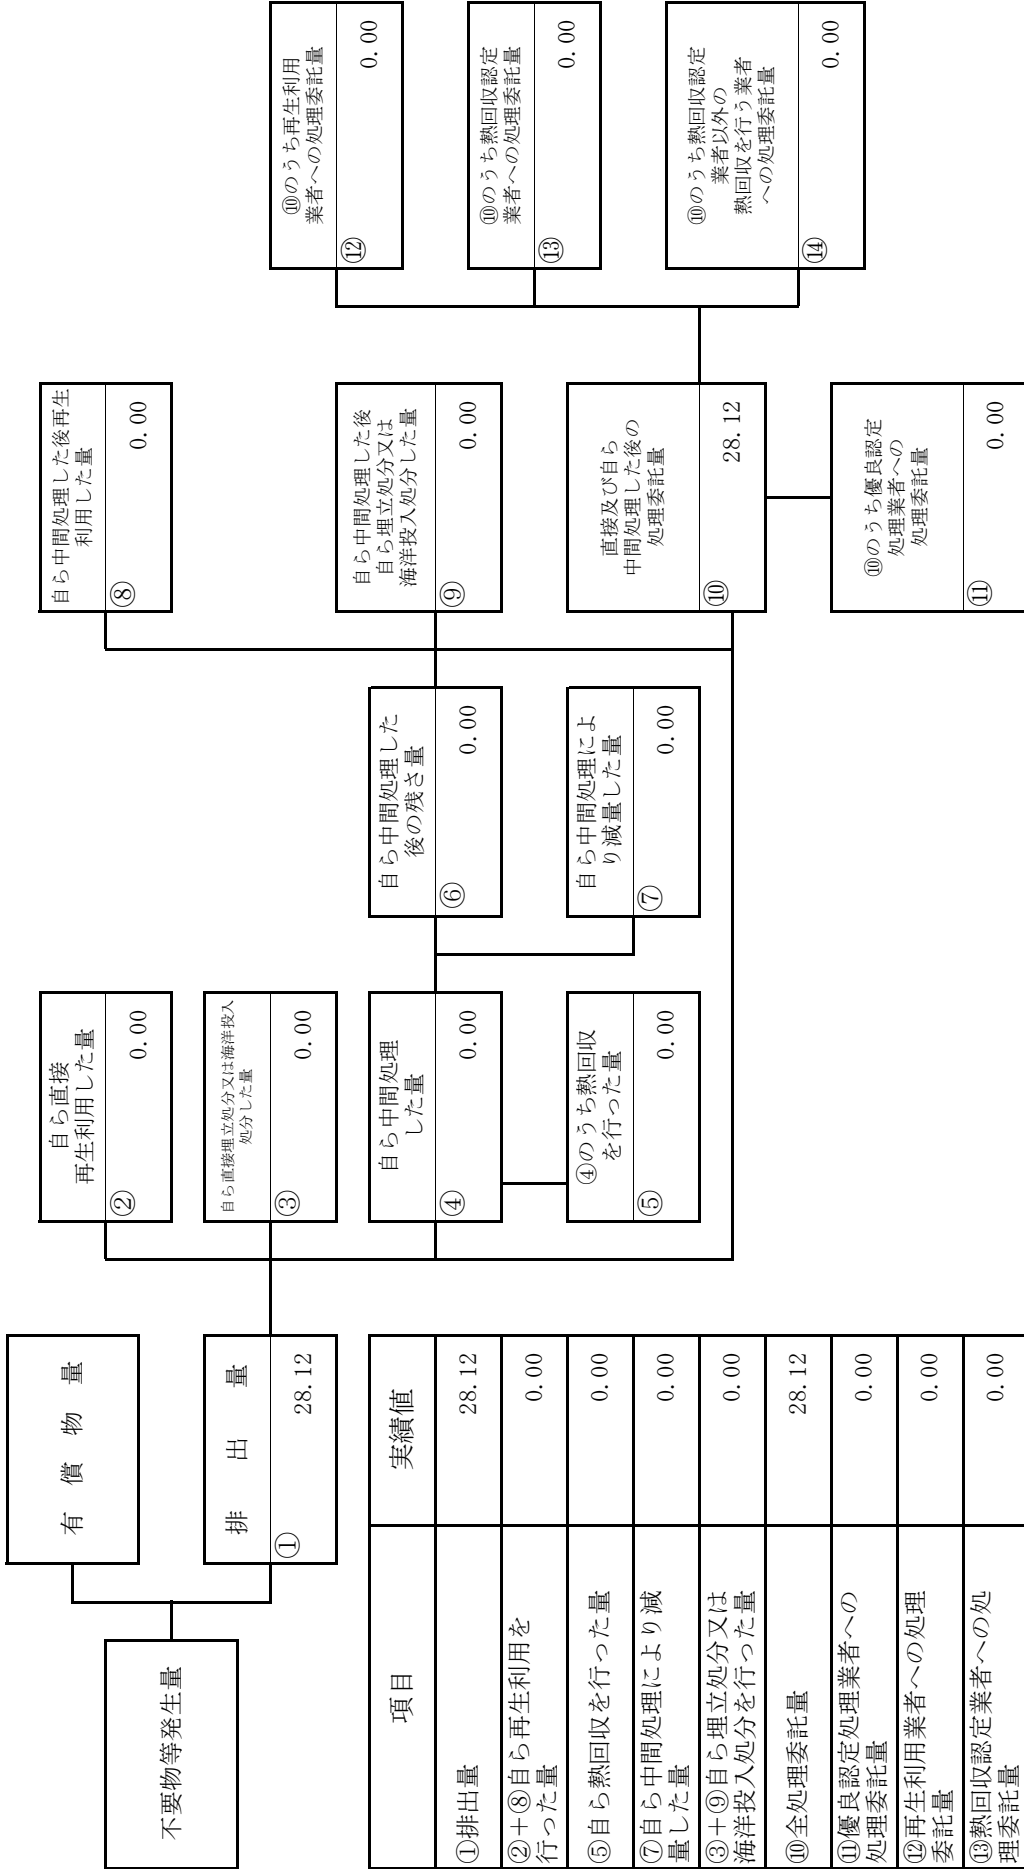 不要物等発生量
有償物量
排出量
①
28.12
自ら直接
再生利用した量
②
0.00
自ら直接埋立処分又は海洋投入
処分した量
③
0.00
自ら中間処理
した量
④
0.00
④のうち熱回収
を行った量
⑤
0.00
自ら中間処理した
後の残さ量
⑥
0.00
自ら中間処理によ
り減量した量
⑦
0.00
自ら中間処理した後再生
利用した量
⑧
0.00
自ら中間処理した後
自ら埋立処分又は
海洋投入処分した量
⑨
0.00
直接及び自ら
中間処理した後の
処理委託量
⑩
28.12
⑩のうち優良認定
処理業者への
処理委託量
⑪
0.00
⑩のうち再生利用
業者への処理委託量
⑫
0.00
⑩のうち熱回収認定
業者への処理委託量
⑬
0.00
⑩のうち熱回収認定
業者以外の
熱回収を行う業者
への処理委託量
⑭
0.00
項目 実績値
①排出量 28.12
②＋⑧自ら再生利用を
行った量 0.00
⑤自ら熱回収を行った量 0.00
⑦自ら中間処理により減
量した量 0.00
③＋⑨自ら埋立処分又は
海洋投入処分を行った量 0.00
⑩全処理委託量 28.12
⑪優良認定処理業者への
処理委託量 0.00
⑫再生利用業者への処理
委託量 0.00
⑬熱回収認定業者への処
理委託量 0.00